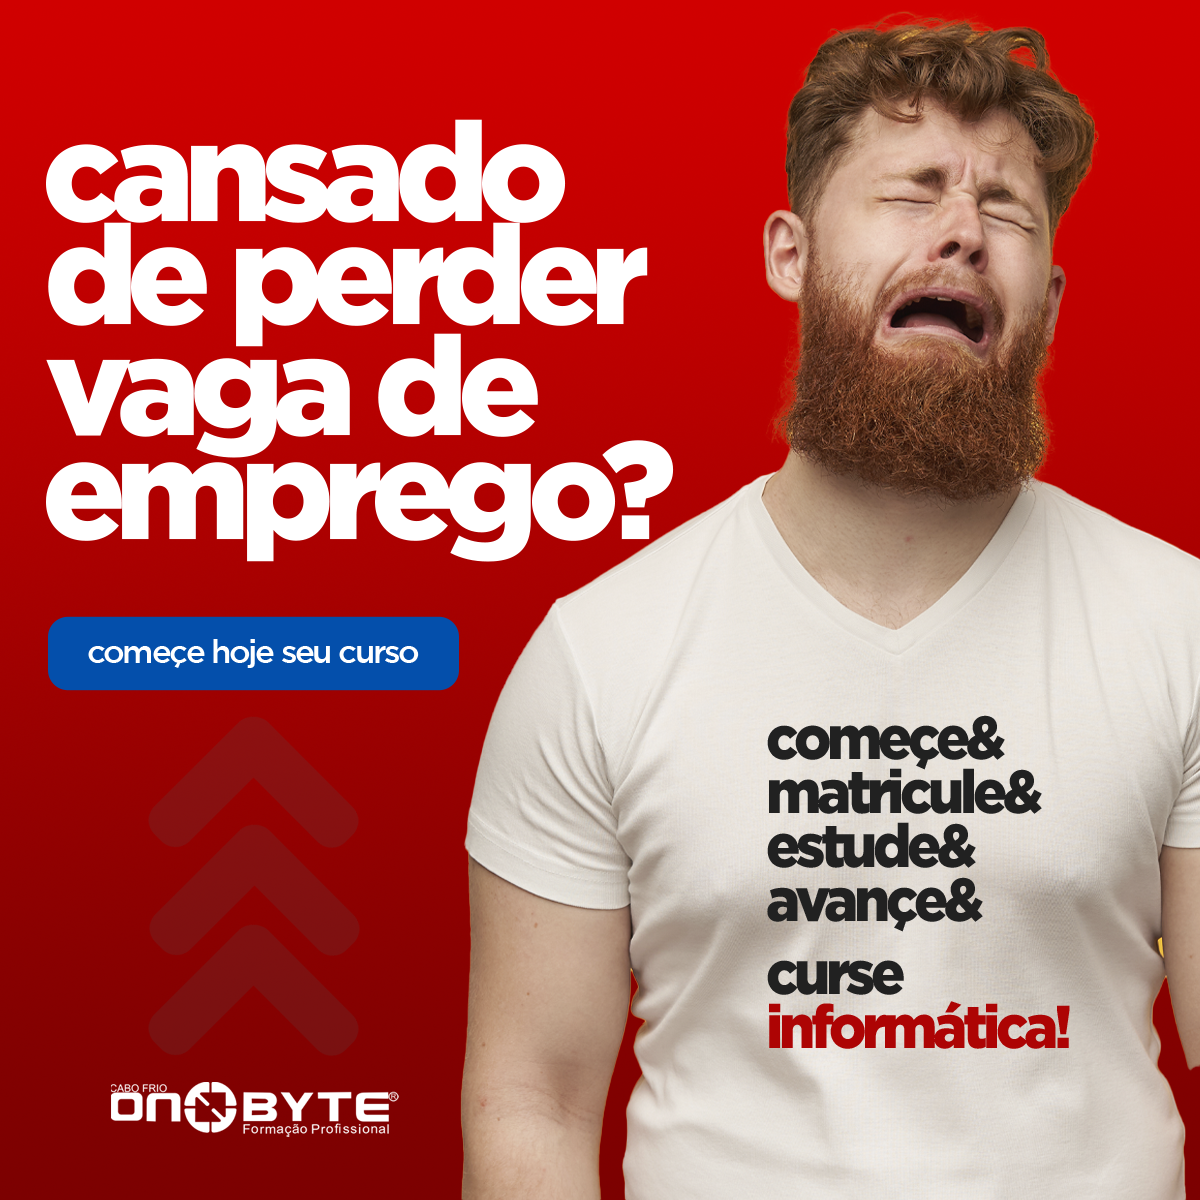 cansado
de perder
vaga de
emprego?
começe hoje seu curso
começe&
matricule&
estude&
avançe&
curse
informática!
CABO FRIO
ONBYTE®
Formação Profissional